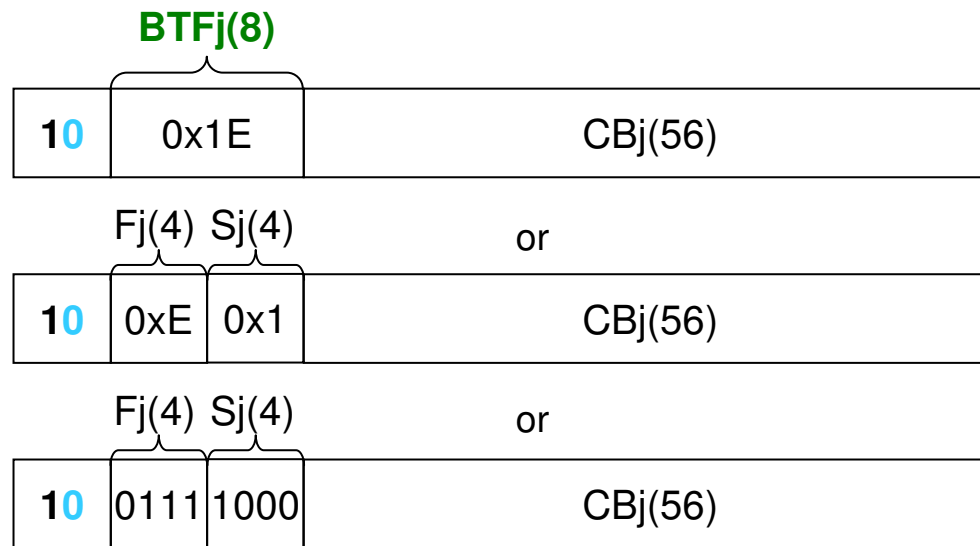 BTFj(8)
10 0x1E CBj(56)
Fj(4) Sj(4) or
10 0xE 0x1 CBj(56)
Fj(4) Sj(4) or
10 0111 1000 CBj(56)